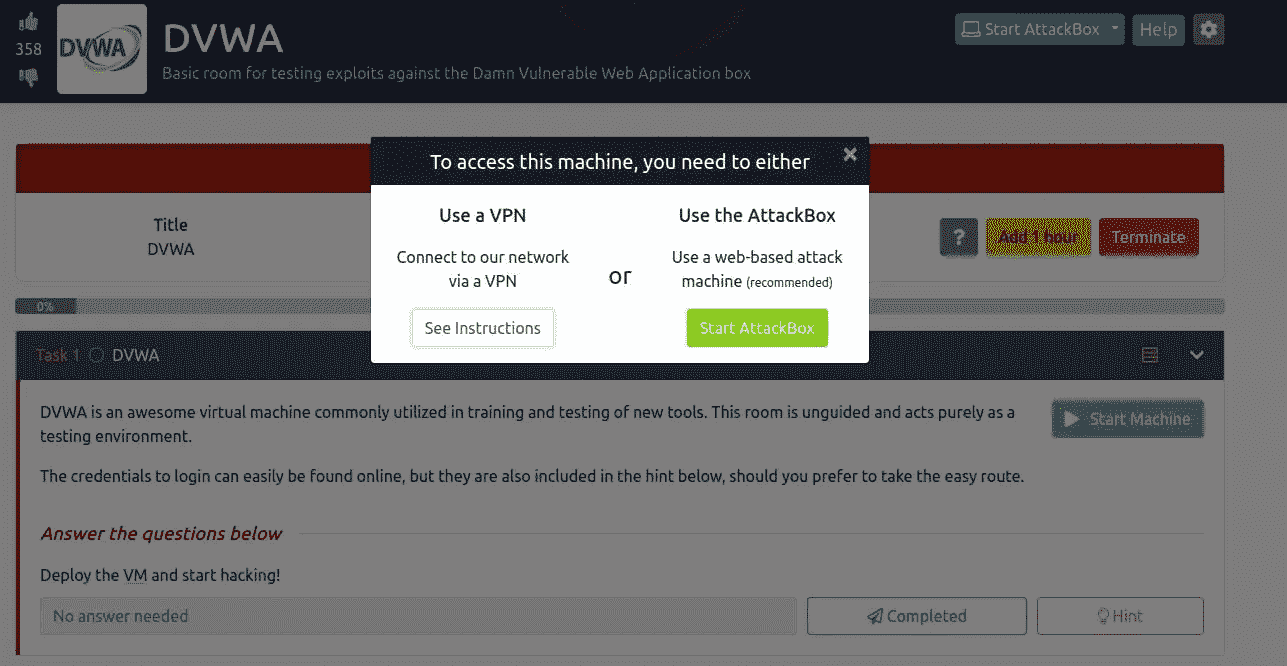 358
DVWA
DVWA
Basic room for testing exploits against the Damn Vulnerable Web Application box
Start AttackBox
Help
To access this machine, you need to either
Use a VPN
Connect to our network
via a VPN
See Instructions
or
Use the AttackBox
Use a web-based attack
machine (recommended)
Start AttackBox
Title
DVWA
?
Add 1 hour
Terminate
0%
Task 1
DVWA
DVWA is an awesome virtual machine commonly utilized in training and testing of new tools. This room is unguided and acts purely as a
testing environment.
Start Machine
The credentials to login can easily be found online, but they are also included in the hint below, should you prefer to take the easy route.
Answer the questions below
Deploy the VM and start hacking!
No answer needed
Completed
Hint